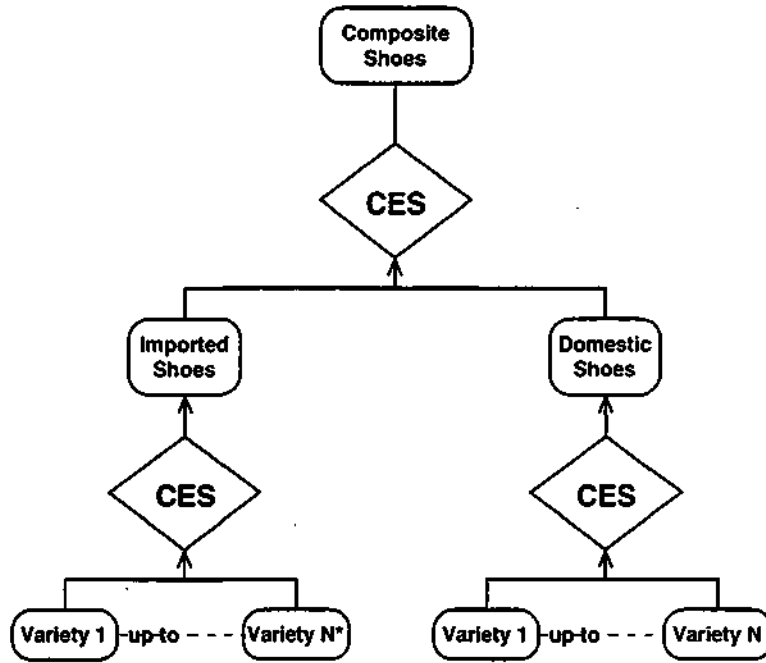 Composite
Shoes
CES
Imported
Shoes
Domestic
Shoes
CES
CES
Variety 1 up to Variety N*
Variety 1 up to Variety N